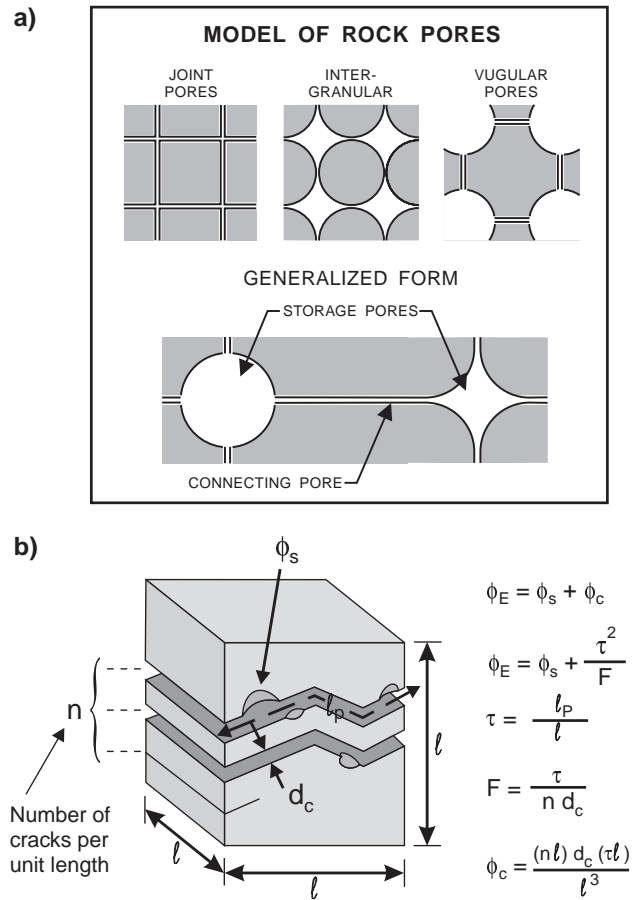 a)
MODEL OF ROCK PORES
JOINT
PORES
INTER-
GRANULAR
VUGULAR
PORES
GENERALIZED FORM
STORAGE PORES
CONNECTING PORE
b)
ϕs
n
ℓp
ℓ
dc
Number of
cracks per
unit length
ℓ
ℓ
ϕE = ϕs + ϕc
ϕE = ϕs + τ² / F
τ = ℓP / ℓ
F = τ / n dc
ϕc = (nℓ) dc (τℓ) / ℓ³